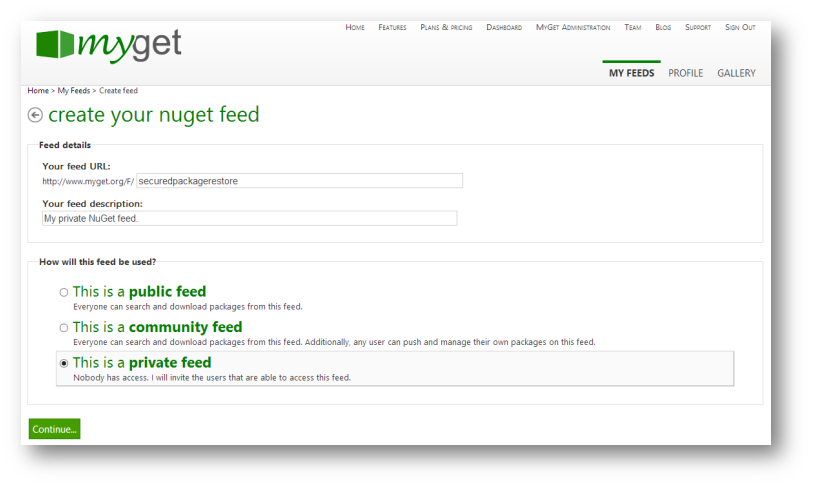 myget
Home Features Plans & pricing Dashboard MyGet Administration Team Blog Support Sign Out
MY FEEDS PROFILE GALLERY
Home > My Feeds > Create feed
create your nuget feed
Feed details
Your feed URL:
http://www.myget.org/F/ securedpackagerestore
Your feed description:
My private NuGet feed.
How will this feed be used?
This is a public feed
Everyone can search and download packages from this feed.
This is a community feed
Everyone can search and download packages from this feed. Additionally, any user can push and manage their own packages on this feed.
This is a private feed
Nobody has access. I will invite the users that are able to access this feed.
Continue...